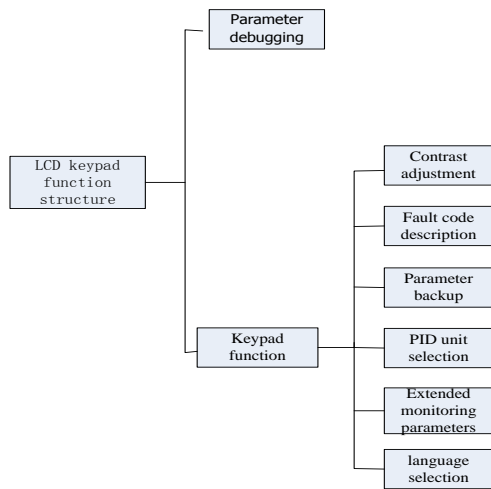 Parameter
debugging
LCD keypad
function
structure
Contrast
adjustment
Fault code
description
Parameter
backup
Keypad
function
PID unit
selection
Extended
monitoring
parameters
language
selection